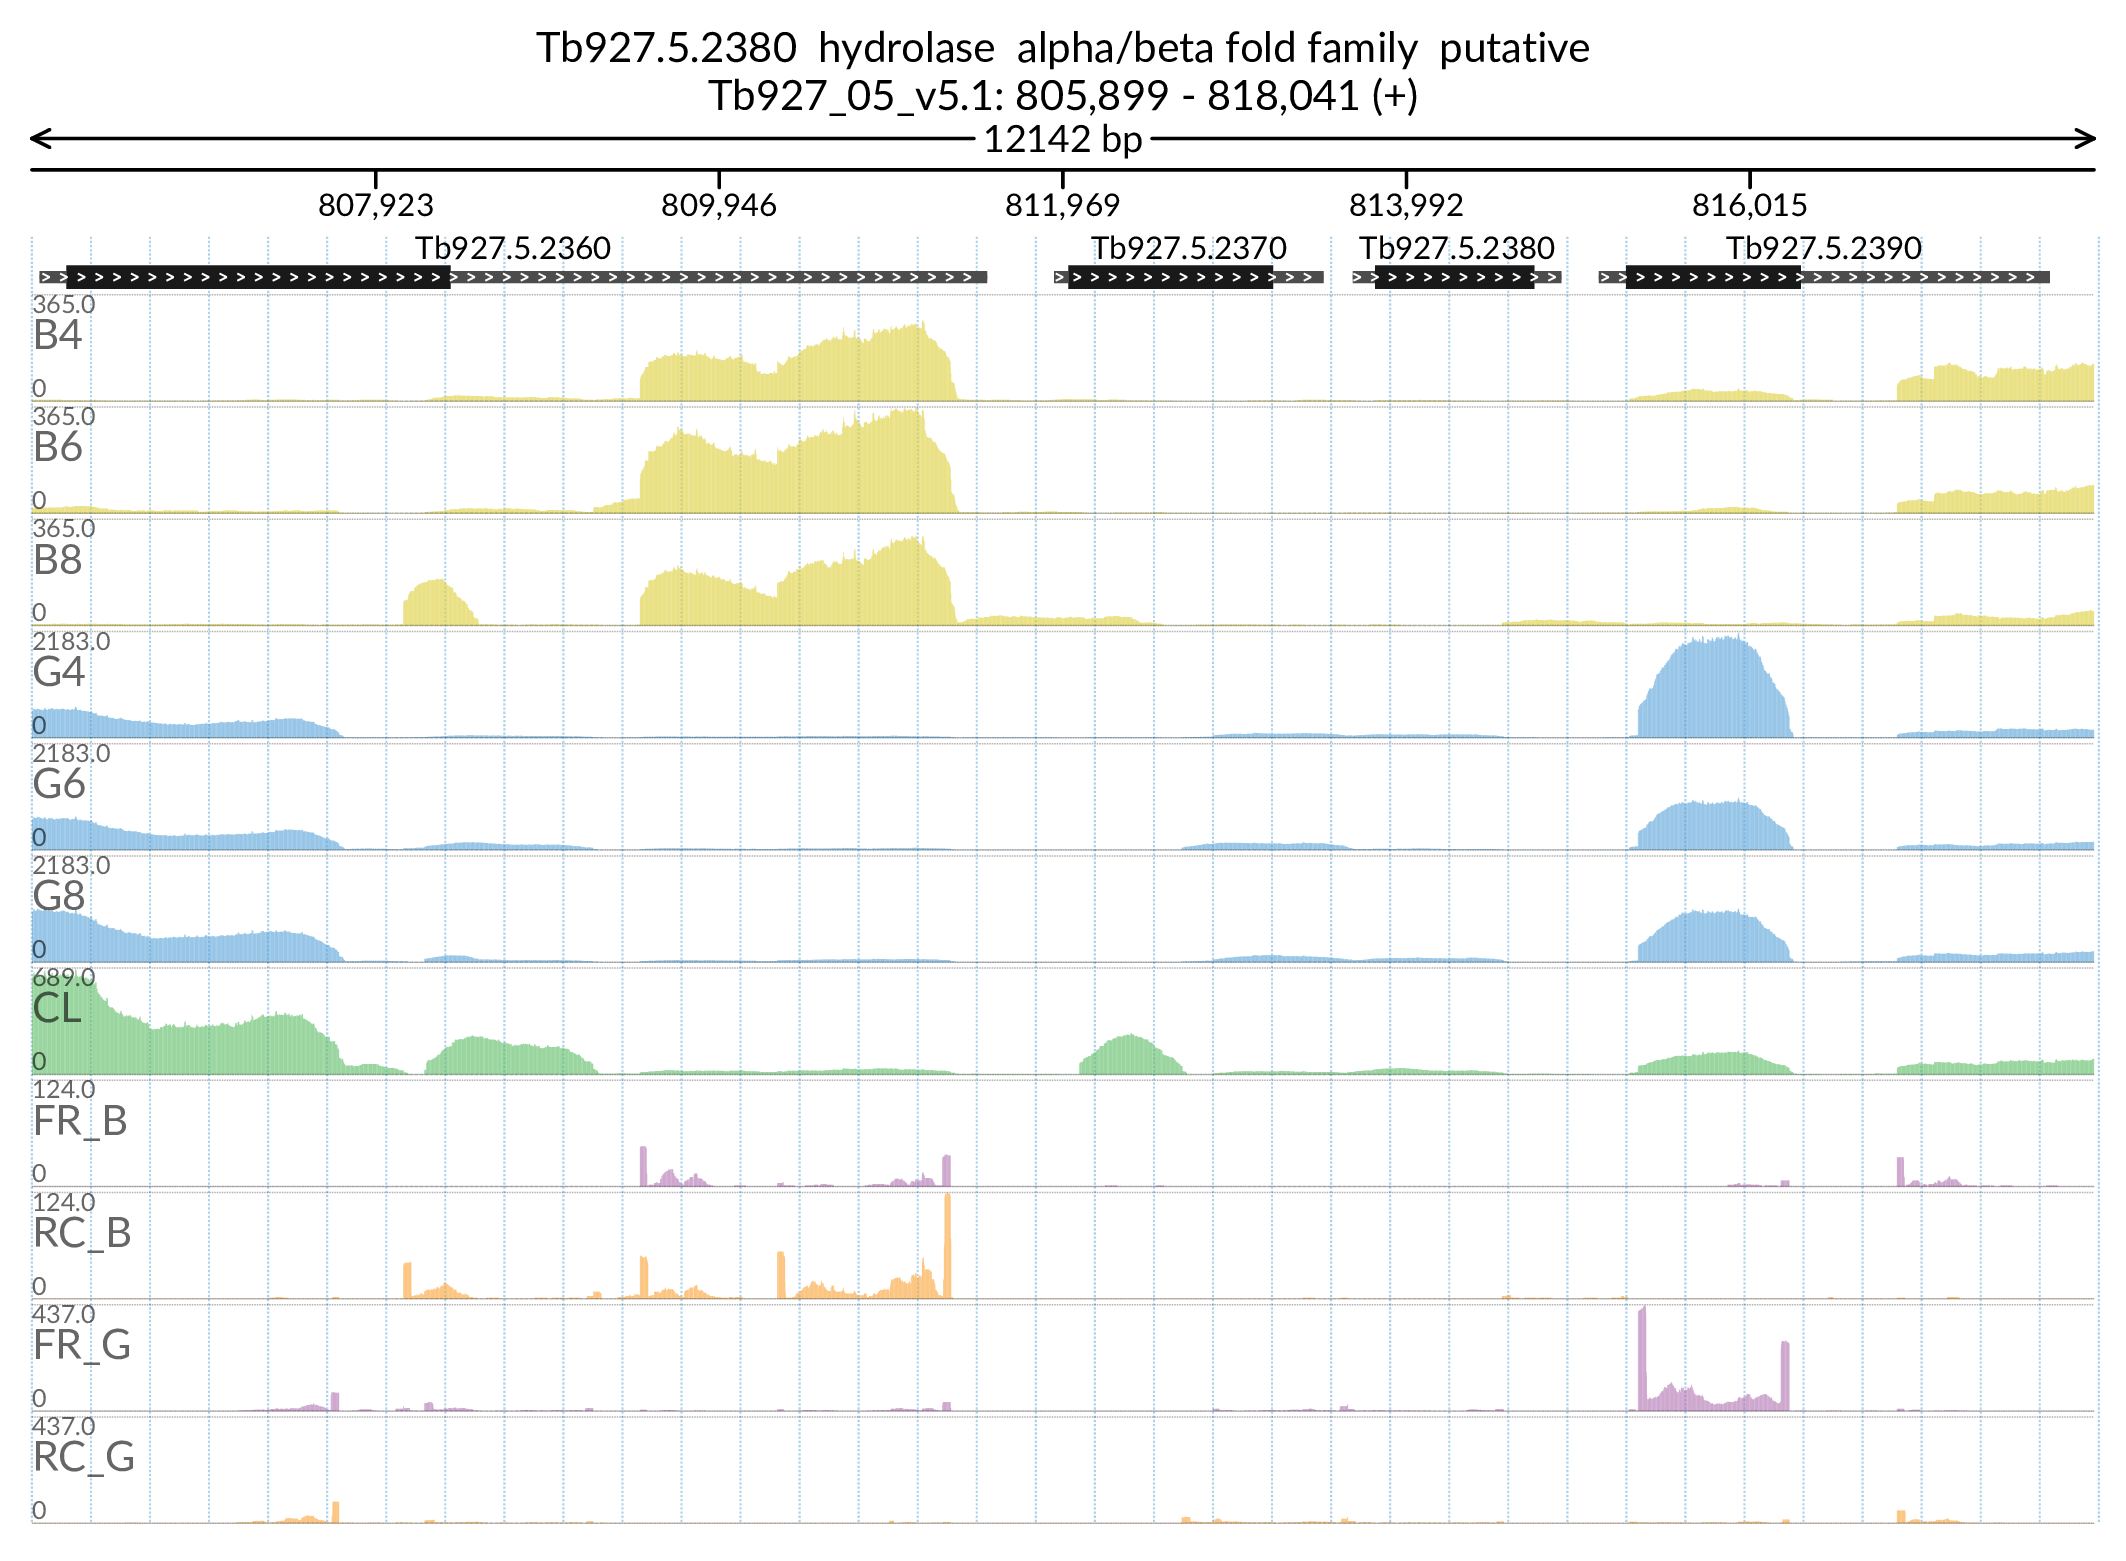 Tb927.5.2380 hydrolase alpha/beta fold family putative
Tb927_05_v5.1: 805,899 - 818,041 (+)
12142 bp
807,923 809,946 811,969 813,992 816,015
Tb927.5.2360 Tb927.5.2370 Tb927.5.2380 Tb927.5.2390
365.0
B4
0
365.0
B6
0
365.0
B8
0
2183.0
G4
0
2183.0
G6
0
2183.0
G8
0
689.0
CL
0
124.0
FR_B
0
124.0
RC_B
0
437.0
FR_G
0
437.0
RC_G
0